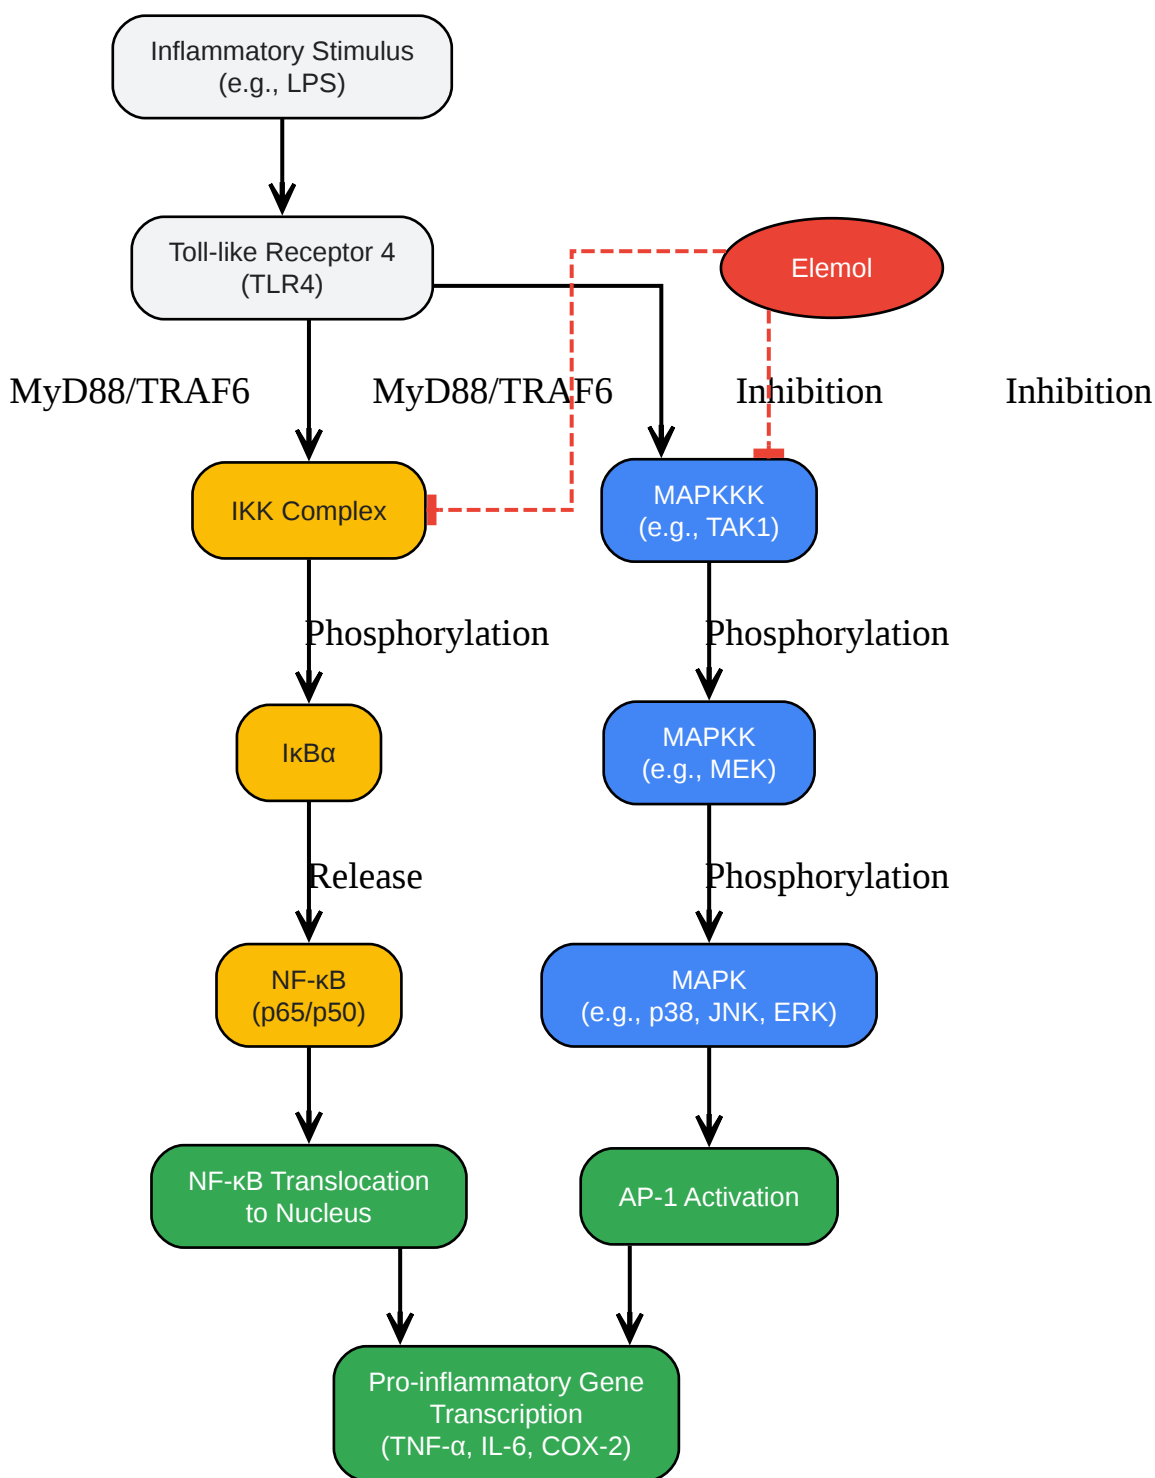 Inflammatory Stimulus
(e.g., LPS)
Toll-like Receptor 4
(TLR4)
Elemol
MyD88/TRAF6
MyD88/TRAF6
Inhibition
Inhibition
IKK Complex
MAPKKK
(e.g., TAK1)
Phosphorylation
Phosphorylation
IκBα
MAPKK
(e.g., MEK)
Release
Phosphorylation
NF-κB
(p65/p50)
MAPK
(e.g., p38, JNK, ERK)
NF-κB Translocation
to Nucleus
AP-1 Activation
Pro-inflammatory Gene
Transcription
(TNF-α, IL-6, COX-2)